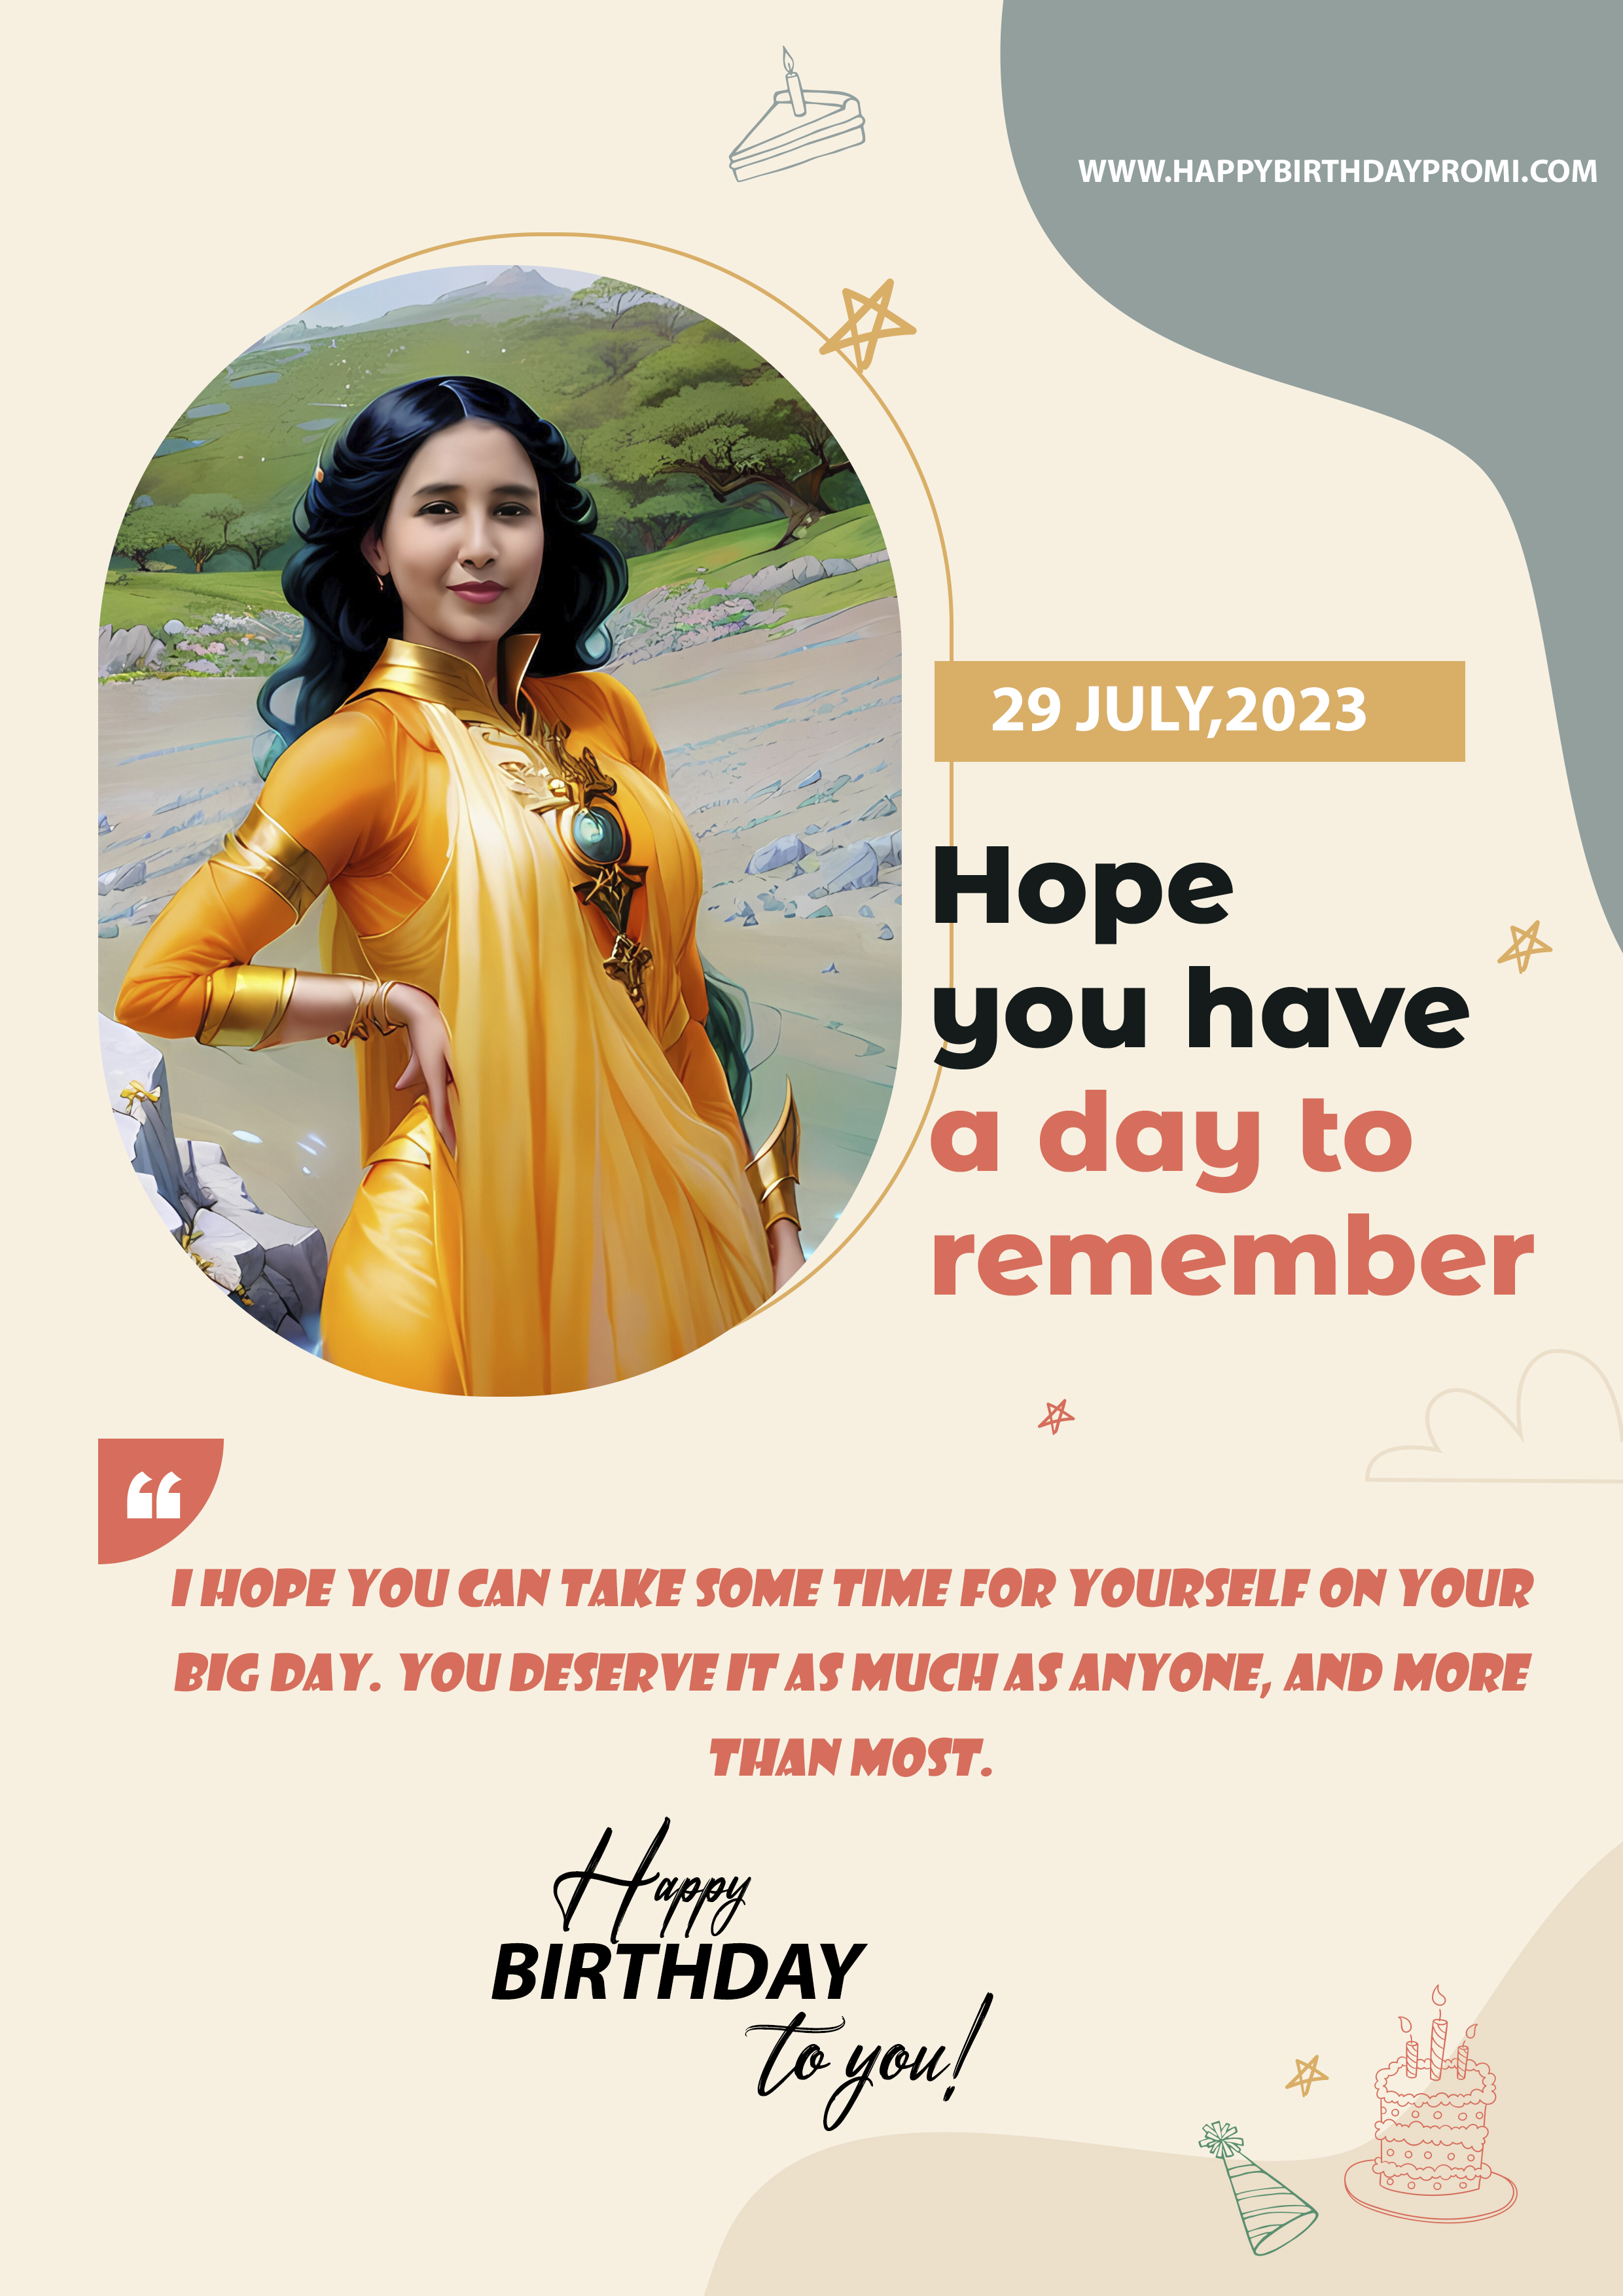 WWW.HAPPYBIRTHDAYPROMI.COM
29 JULY,2023
Hope
you have
a day to
remember
“
I HOPE YOU CAN TAKE SOME TIME FOR YOURSELF ON YOUR
BIG DAY. YOU DESERVE IT AS MUCH AS ANYONE, AND MORE
THAN MOST.
Happy
BIRTHDAY
to you!